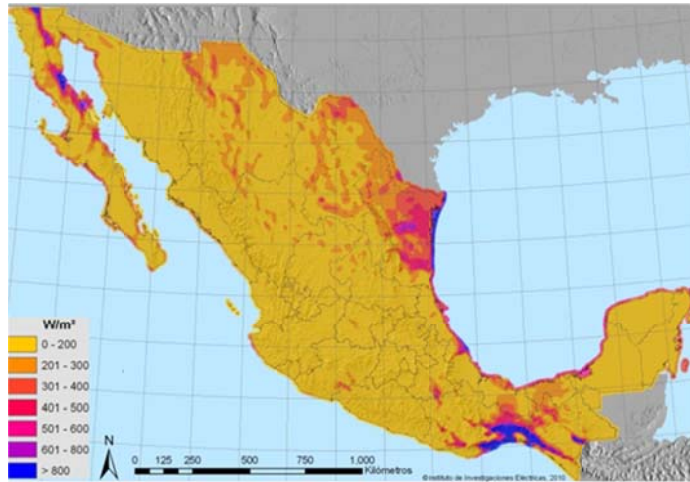 W/m²
0 - 200
201 - 300
301 - 400
401 - 500
501 - 600
601 - 800
> 800
N
0 125 250 500 750 1,000
Kilómetros
©Instituto de Investigaciones Eléctricas, 2010